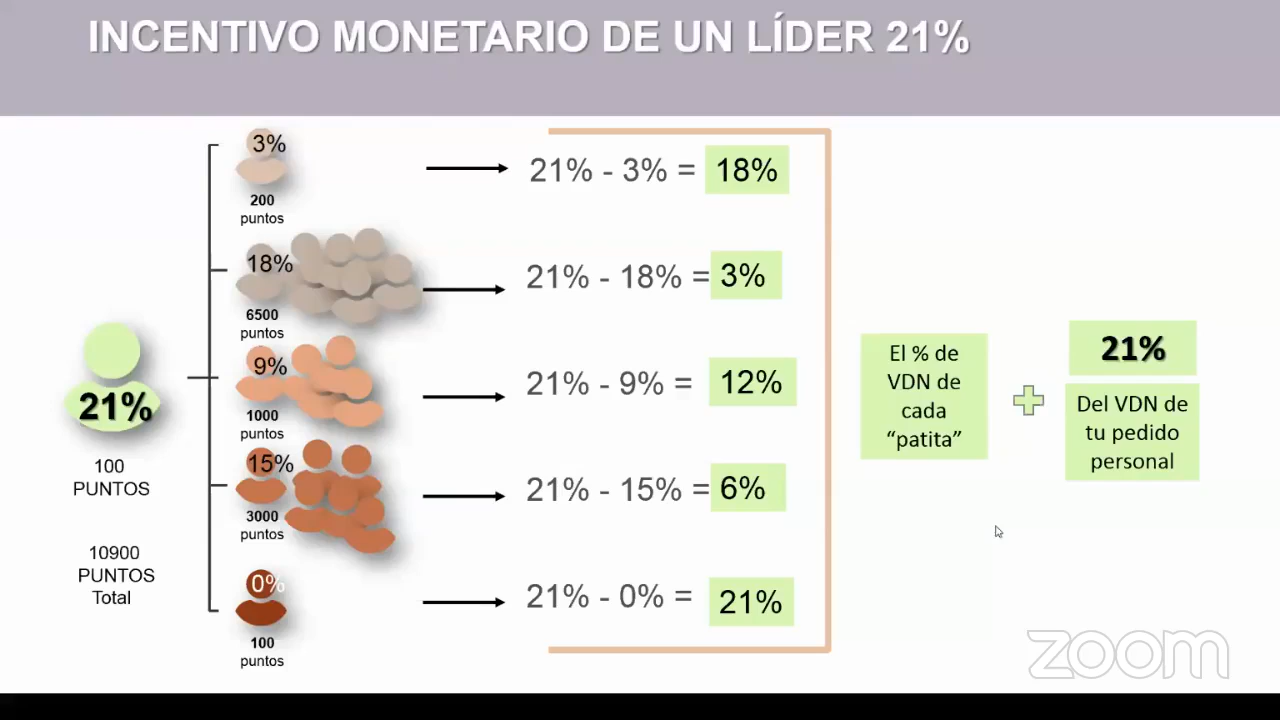 INCENTIVO MONETARIO DE UN LÍDER 21%
3%
200
puntos
21% - 3% = 18%
18%
6500
puntos
21% - 18% = 3%
9%
1000
puntos
21% - 9% = 12%
15%
3000
puntos
21% - 15% = 6%
0%
100
puntos
21% - 0% = 21%
21%
100
PUNTOS
10900
PUNTOS
Total
El % de
VDN de
cada
“patita”
21%
Del VDN de
tu pedido
personal
zoom